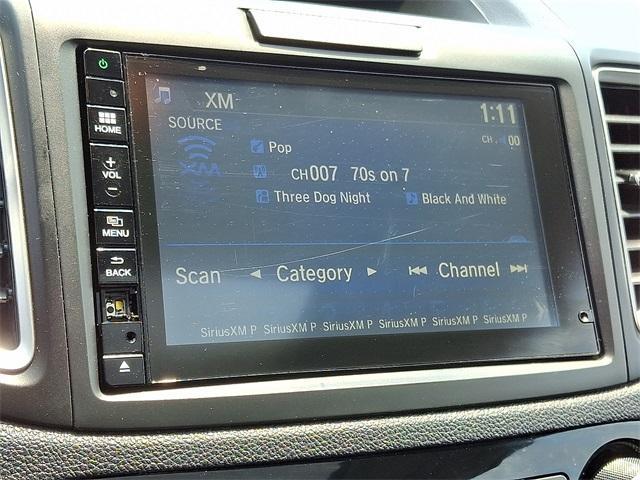 XM
1:11
SOURCE
CH. 00
Pop
XM
CH007 70s on 7
Three Dog Night
Black And White
Scan
Category
Channel
SiriusXM P SiriusXM P SiriusXM P SiriusXM P SiriusXM P SiriusXM P
HOME
VOL
MENU
BACK